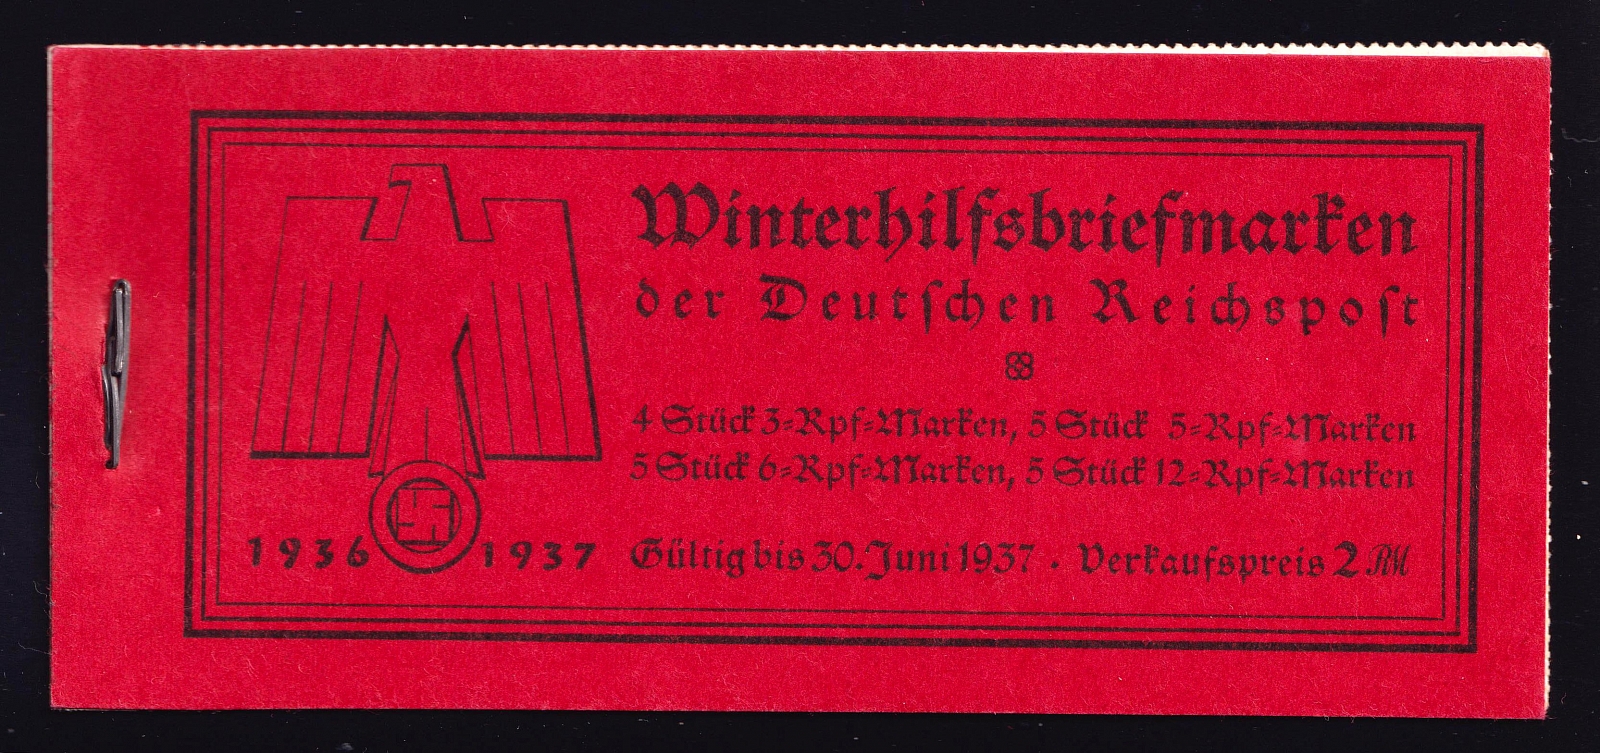 Winterhilfsbriefmarken
der Deutschen Reichspost
4 Stück 3=Rpf=Marken, 5 Stück 5=Rpf=Marken
5 Stück 6=Rpf=Marken, 5 Stück 12=Rpf=Marken
1936 1937
Gültig bis 30. Juni 1937 · Verkaufspreis 2 RM